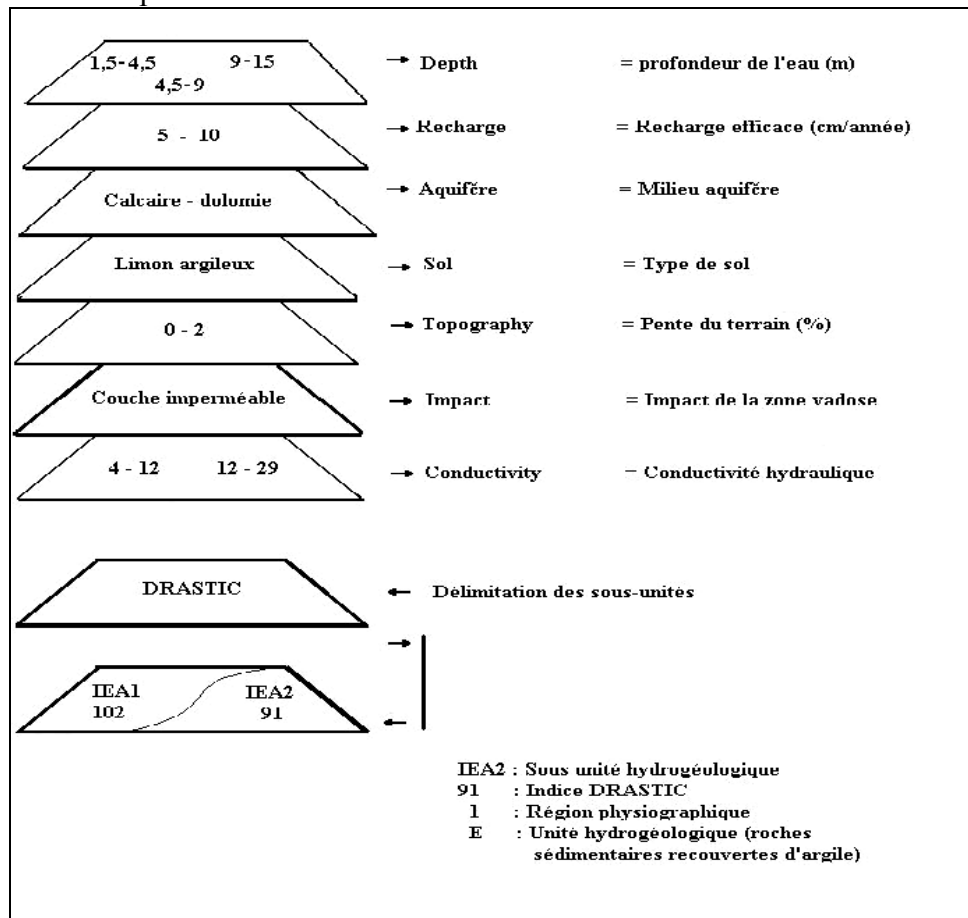 1,5-4,5 9-15 → Depth = profondeur de l'eau (m)
4,5-9
5 - 10 → Recharge = Recharge efficace (cm/année)
Calcaire - dolomie → Aquifĕre = Milieu aquifĕre
Limon argileux → Sol = Type de sol
0 - 2 → Topography = Pente du terrain (%)
Couche imperméable → Impact = Impact de la zone vadose
4 - 12 12 - 29 → Conductivity = Conductivité hydraulique
DRASTIC ← Délimitation des sous-unités
IEA1 IEA2
102 91
IEA2 : Sous unité hydrogéologique
91 : Indice DRASTIC
1 : Région physiographique
E : Unité hydrogéologique (roches
sédimentaires recouvertes d'argile)